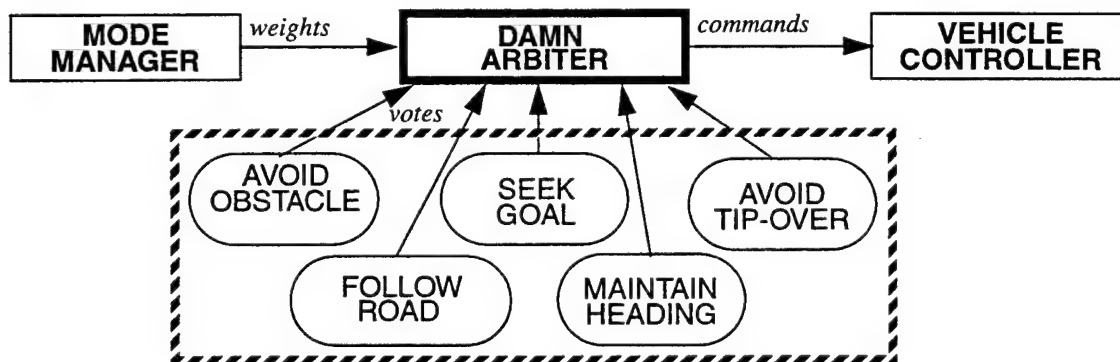 MODE
MANAGER
weights
DAMN
ARBITER
commands
VEHICLE
CONTROLLER
votes
AVOID
OBSTACLE
SEEK
GOAL
AVOID
TIP-OVER
FOLLOW
ROAD
MAINTAIN
HEADING